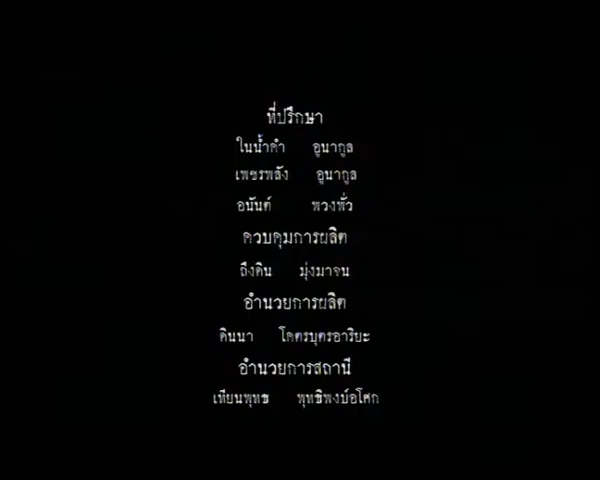 ที่ปรึกษา
ในน้ำคำ อูนากูล
เพชรพลัง อูนากูล
อนันต์ พวงพั่ว
ควบคุมการผลิต
ถึงดิน มุ่งมาจน
อำนวยการผลิต
ดินนา โคตรบุตรอาริยะ
อำนวยการสถานี
เทียนพุทธ พุทธิพงษ์อโศก